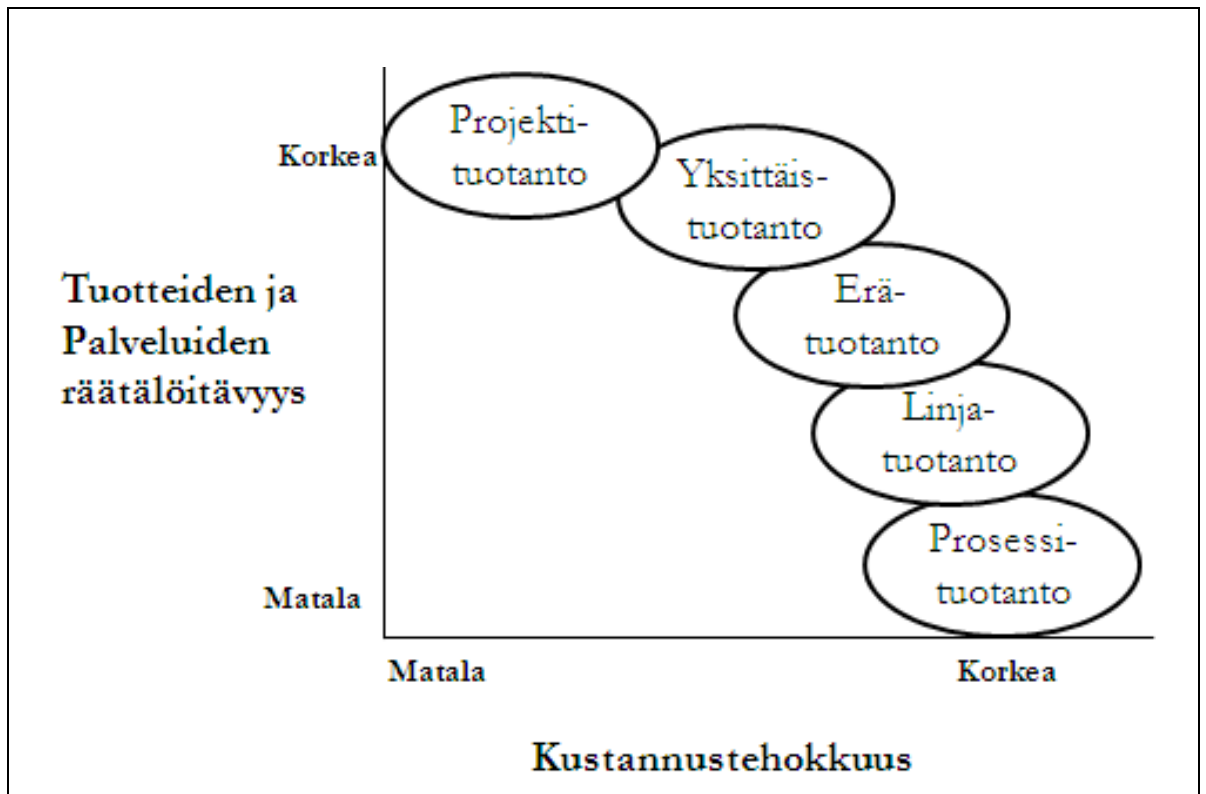 Projekti-
tuotanto
Korkea
Yksittäis-
tuotanto
Erä-
tuotanto
Tuotteiden ja
Palveluiden
räätälöitävyys
Linja-
tuotanto
Prosessi-
tuotanto
Matala
Matala
Korkea
Kustannustehokkuus